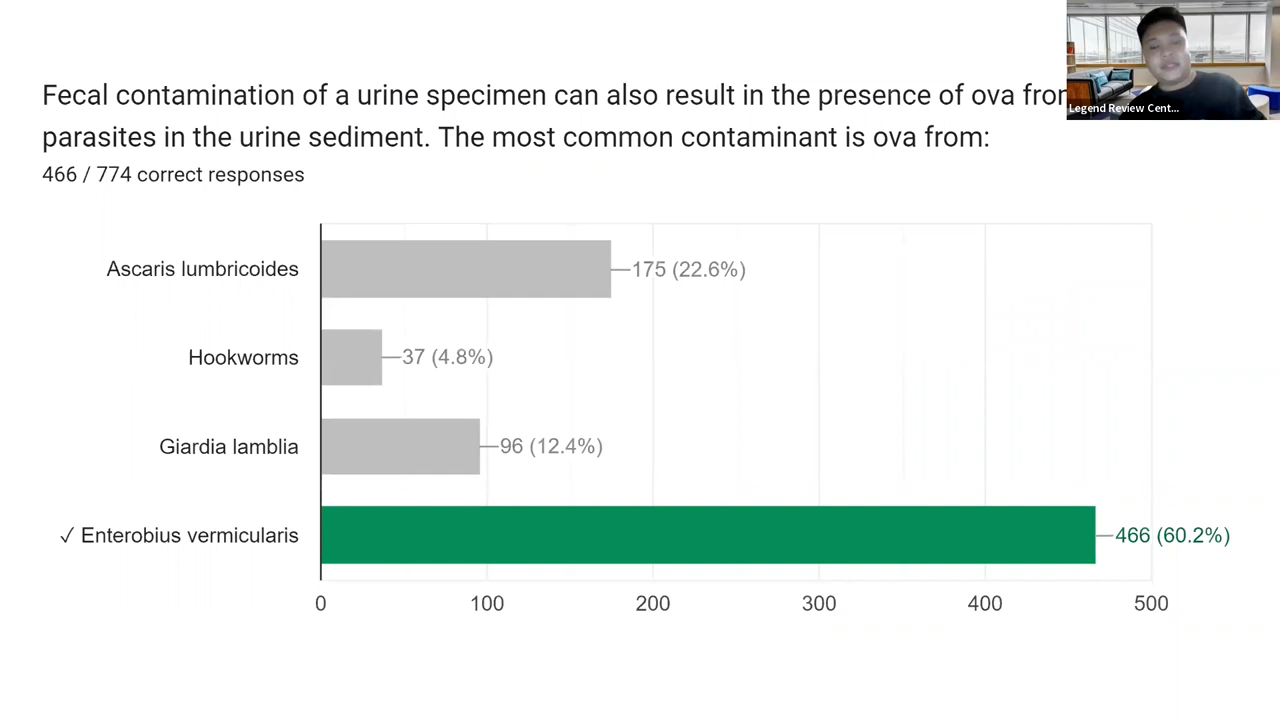 Fecal contamination of a urine specimen can also result in the presence of ova
parasites in the urine sediment. The most common contaminant is ova from:
466 / 774 correct responses
Legend Review Cent...
Ascaris lumbricoides
175 (22.6%)
Hookworms
37 (4.8%)
Giardia lamblia
96 (12.4%)
✓ Enterobius vermicularis
466 (60.2%)
0 100 200 300 400 500